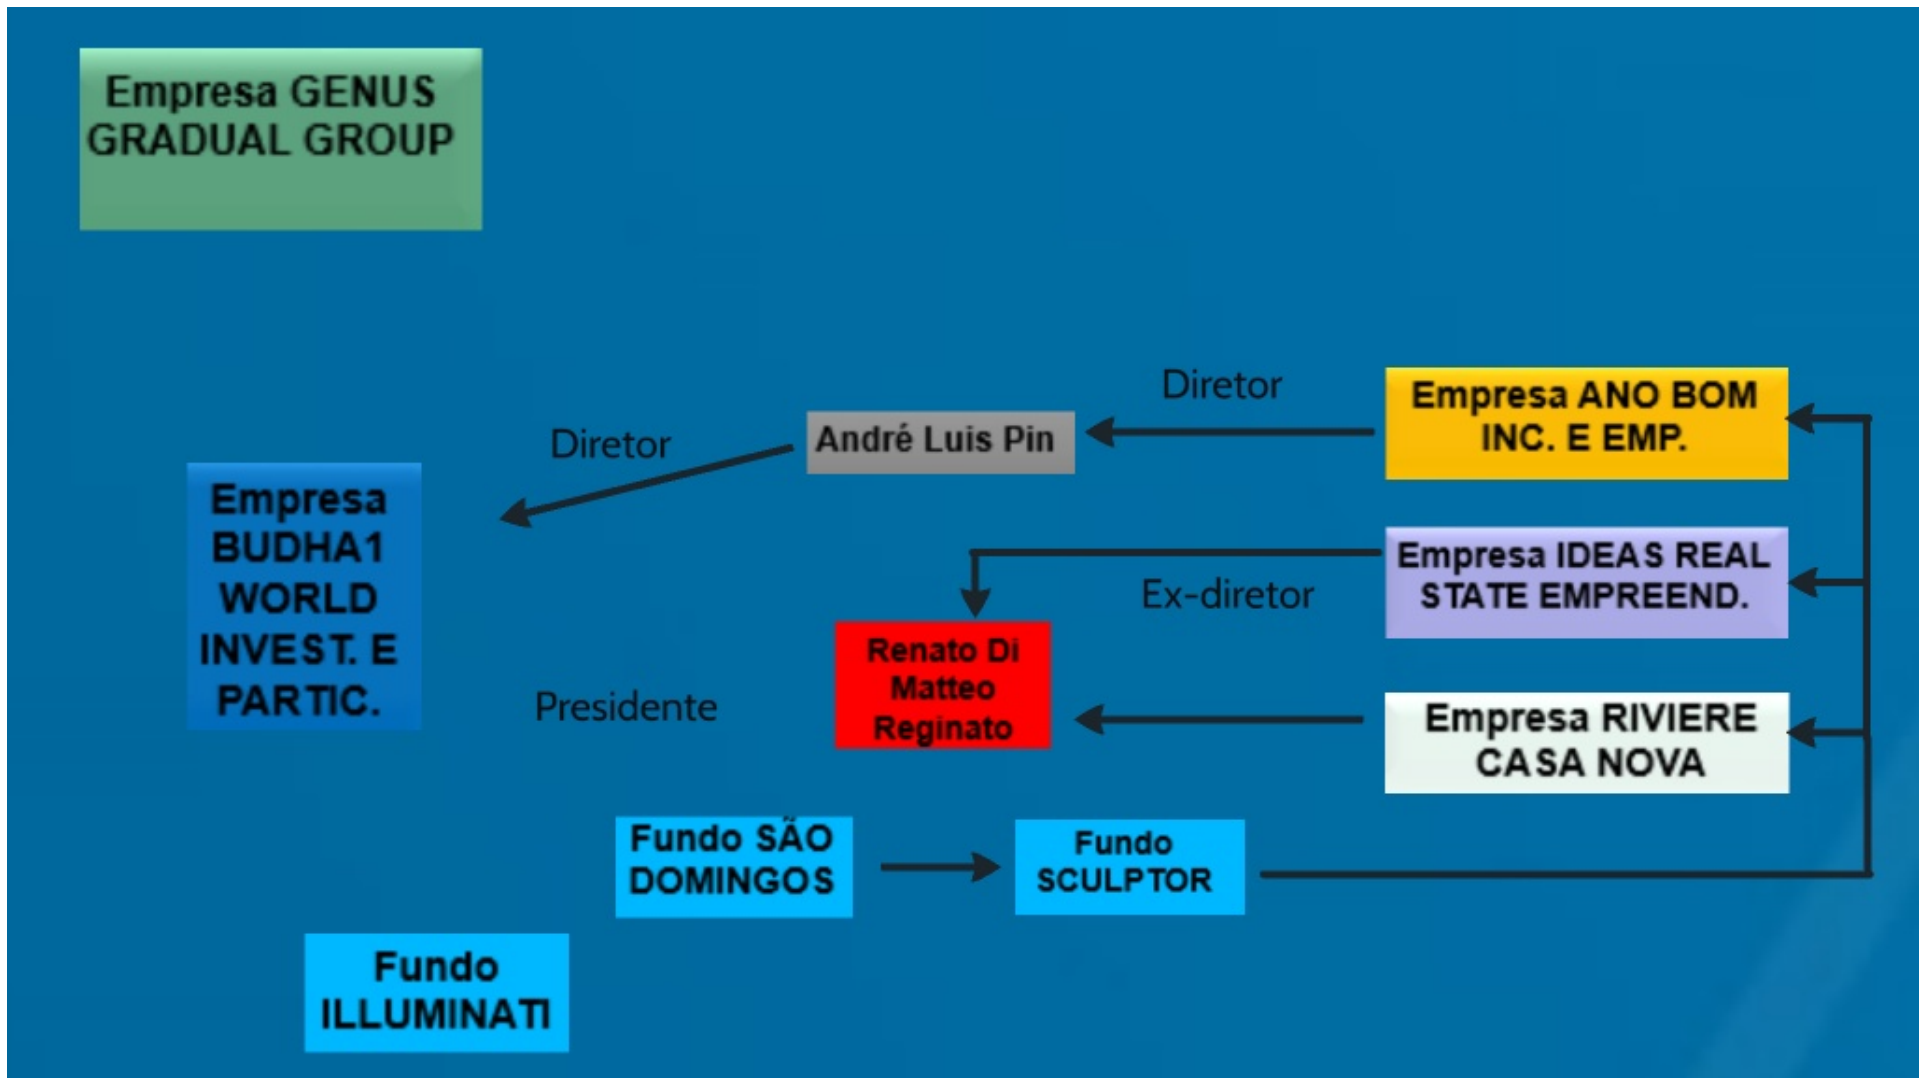 Empresa GENUS
GRADUAL GROUP
Diretor
Empresa ANO BOM
INC. E EMP.
Diretor
André Luis Pin
Empresa
BUDHA1
WORLD
INVEST. E
PARTIC.
Empresa IDEAS REAL
STATE EMPREEND.
Ex-diretor
Renato Di
Matteo
Reginato
Presidente
Empresa RIVIERE
CASA NOVA
Fundo SÃO
DOMINGOS
Fundo
SCULPTOR
Fundo
ILLUMINATI